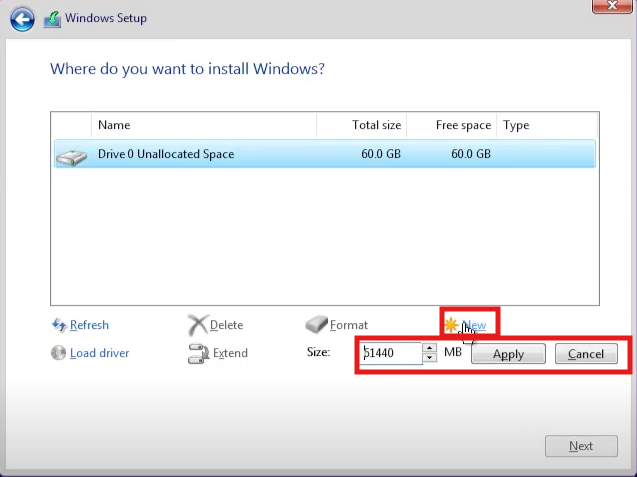 Windows Setup
Where do you want to install Windows?
Name Total size Free space Type
Drive 0 Unallocated Space 60.0 GB 60.0 GB
Refresh Delete Format New
Load driver Extend Size: 61440 MB Apply Cancel
Next